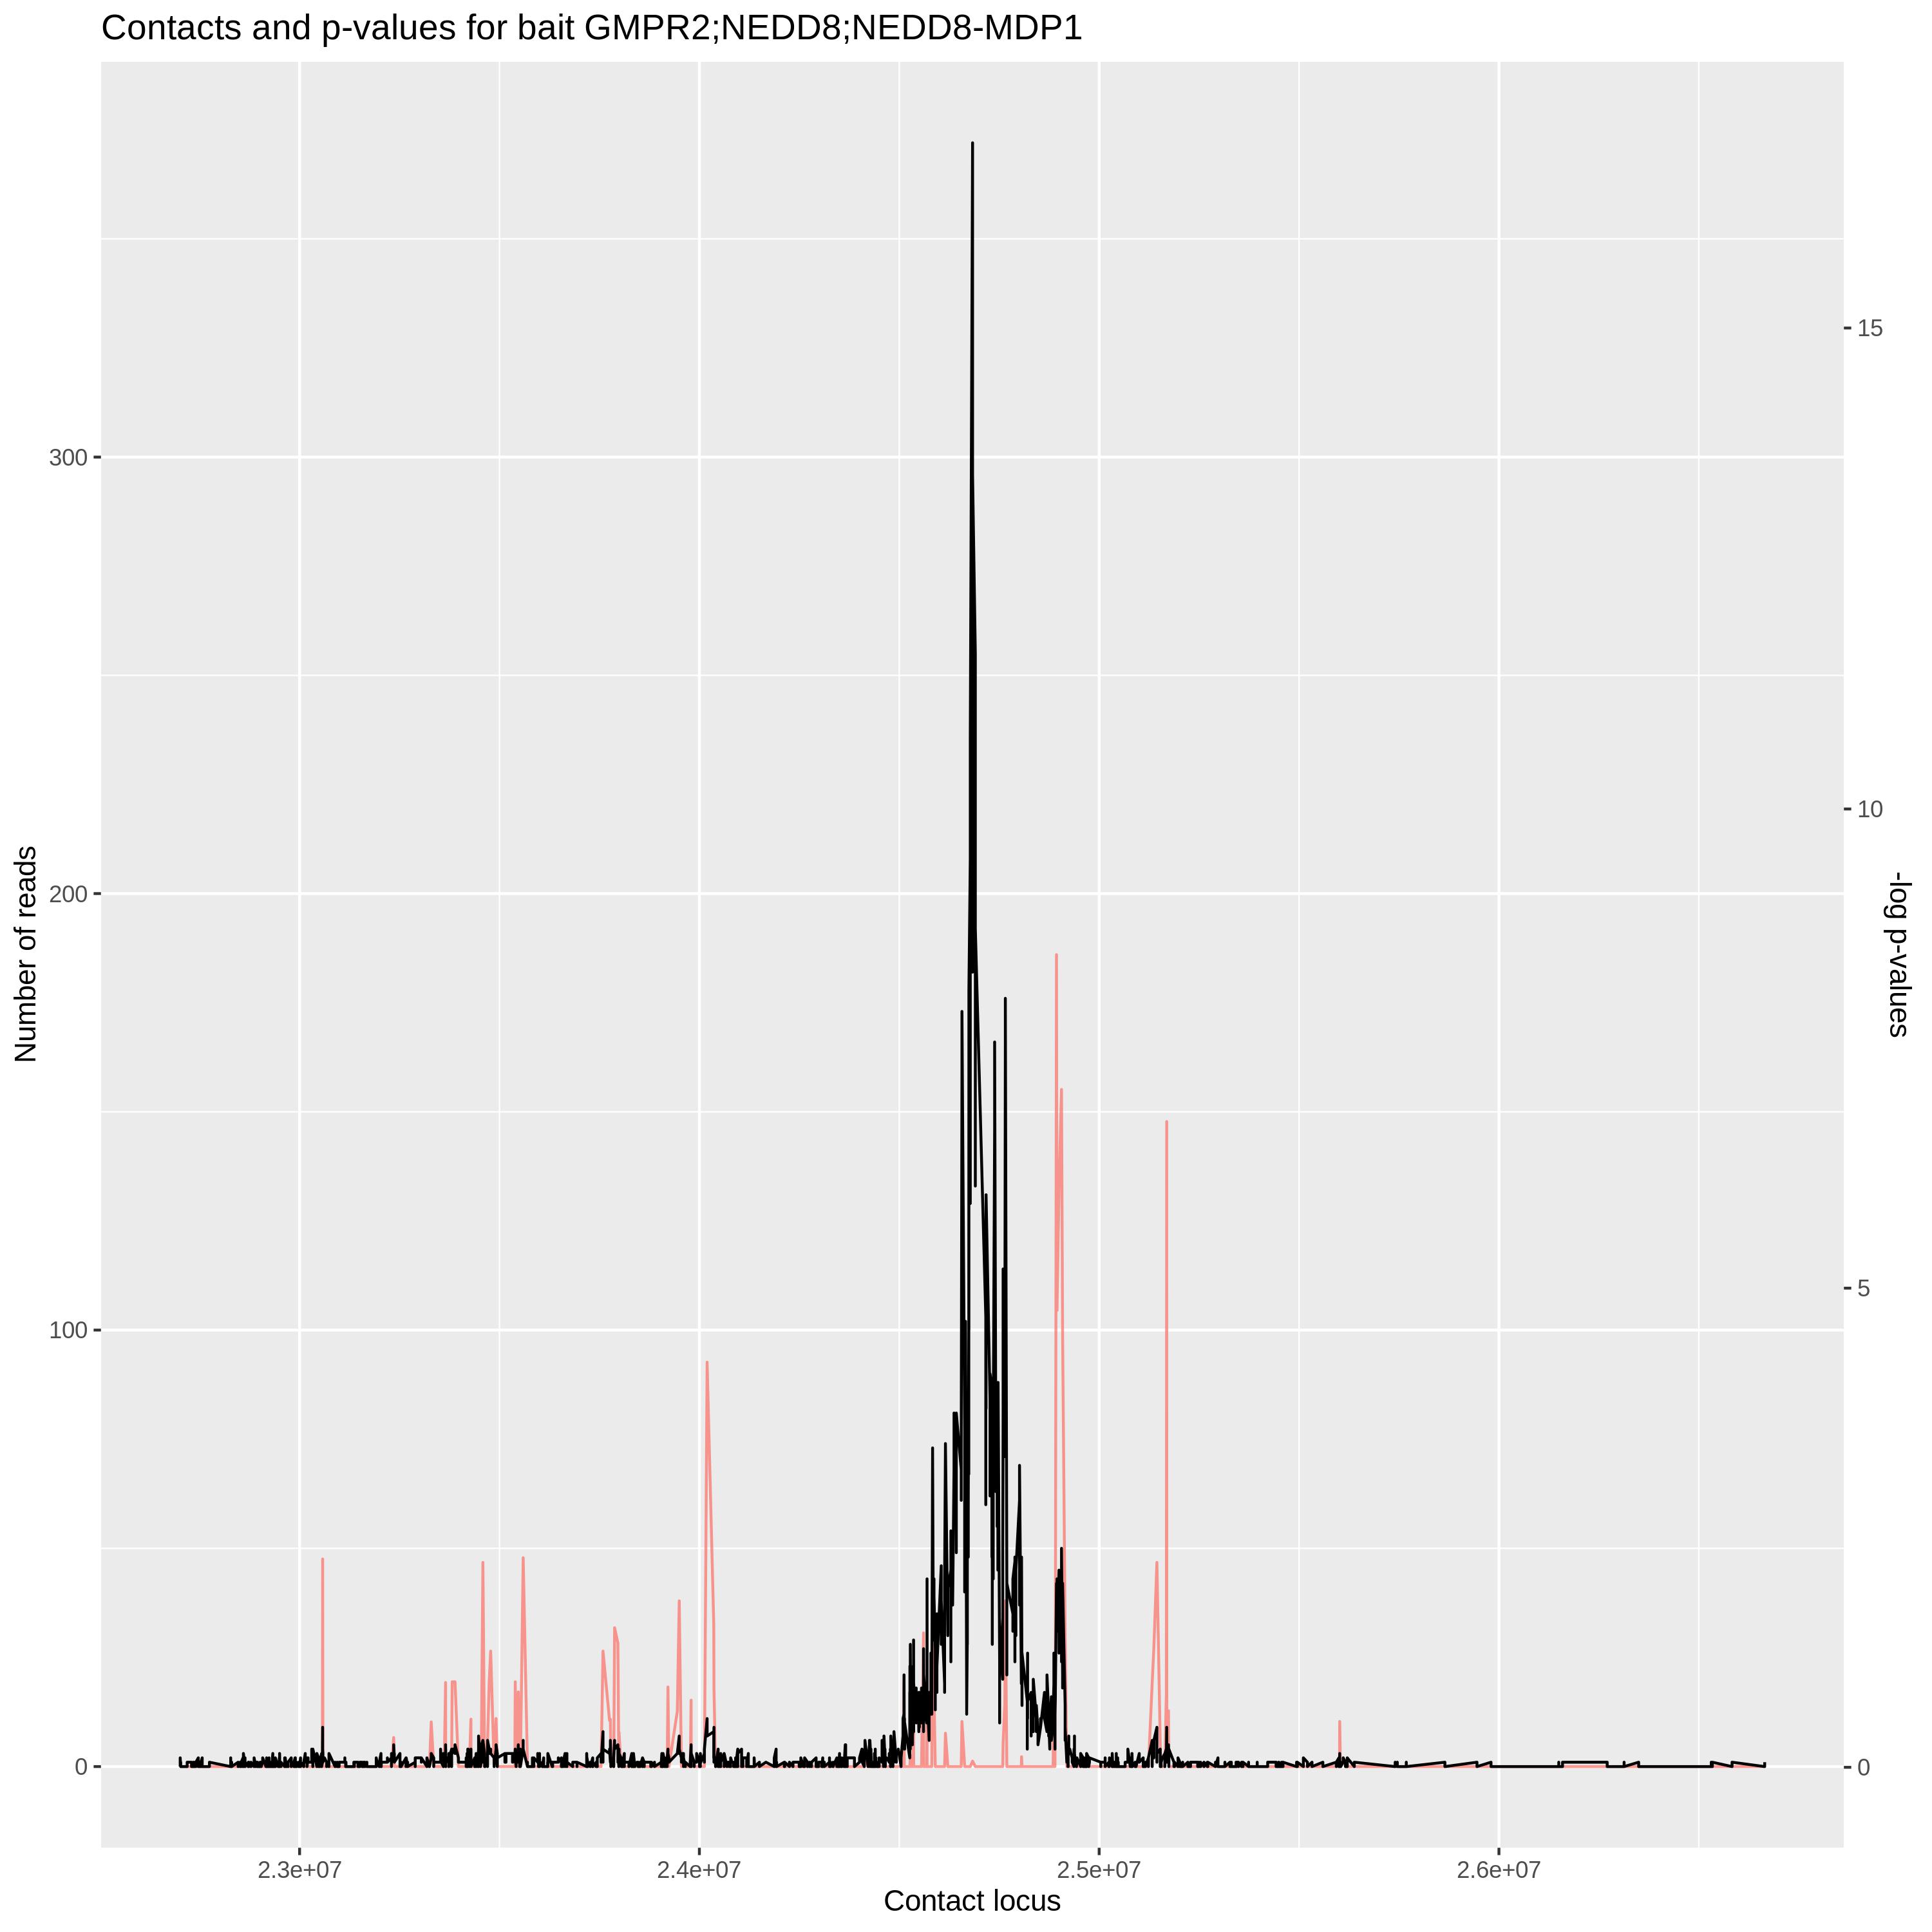 Contacts and p-values for bait GMPR2;NEDD8;NEDD8-MDP1
Number of reads
300
200
100
0
15
10
5
0
-log p-values
2.3e+07
2.4e+07
2.5e+07
2.6e+07
Contact locus